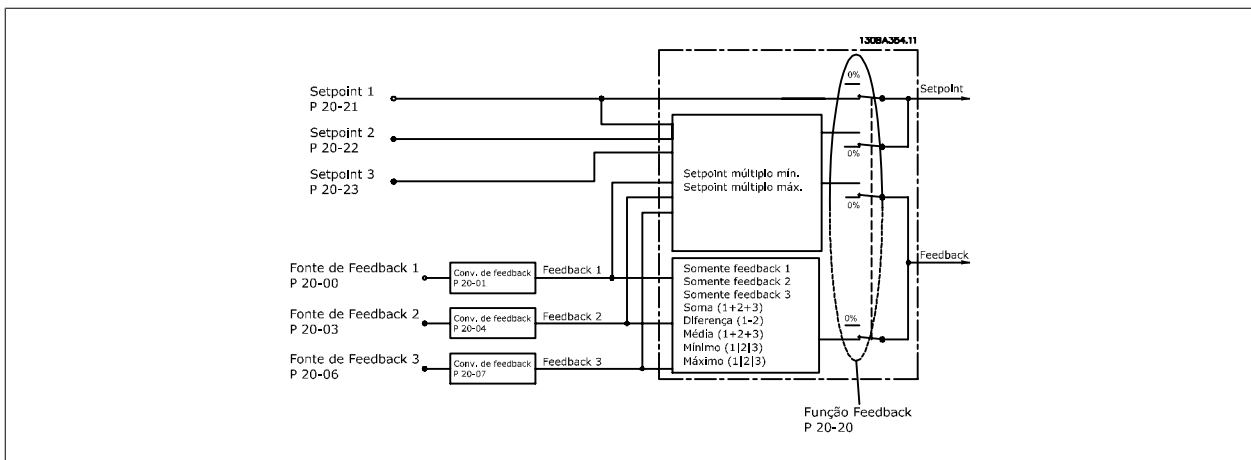 130BA354.11
Setpoint 1
P 20-21
Setpoint 2
P 20-22
Setpoint 3
P 20-23
0%
Setpoint
0%
Setpoint múltiplo mín.
Setpoint múltiplo máx.
0%
Feedback
Fonte de Feedback 1
P 20-00
Conv. de feedback
P 20-01
Feedback 1
Fonte de Feedback 2
P 20-03
Conv. de feedback
P 20-04
Feedback 2
Fonte de Feedback 3
P 20-06
Conv. de feedback
P 20-07
Feedback 3
Somente feedback 1
Somente feedback 2
Somente feedback 3
Soma (1+2+3)
Diferença (1-2)
Média (1+2+3)
Mínimo (1|2|3)
Máximo (1|2|3)
0%
Função Feedback
P 20-20